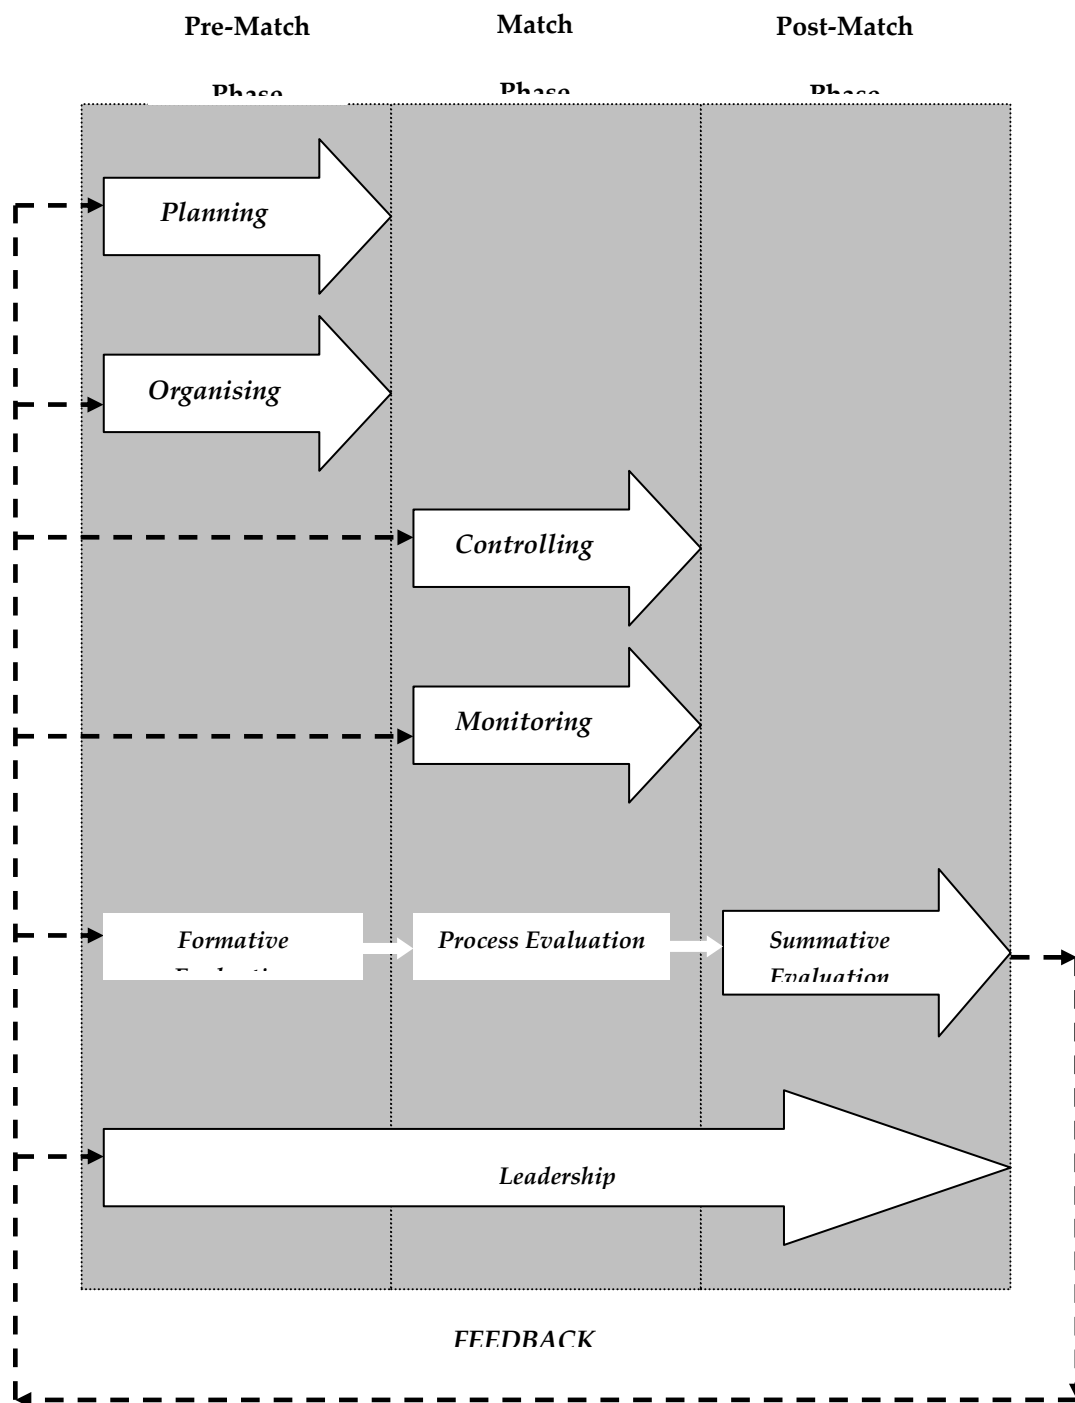 Pre-Match
Phase
Match
Phase
Post-Match
Phase
Planning
Organising
Controlling
Monitoring
Formative
Process Evaluation
Summative
Evaluation
Leadership
FEEDBACK